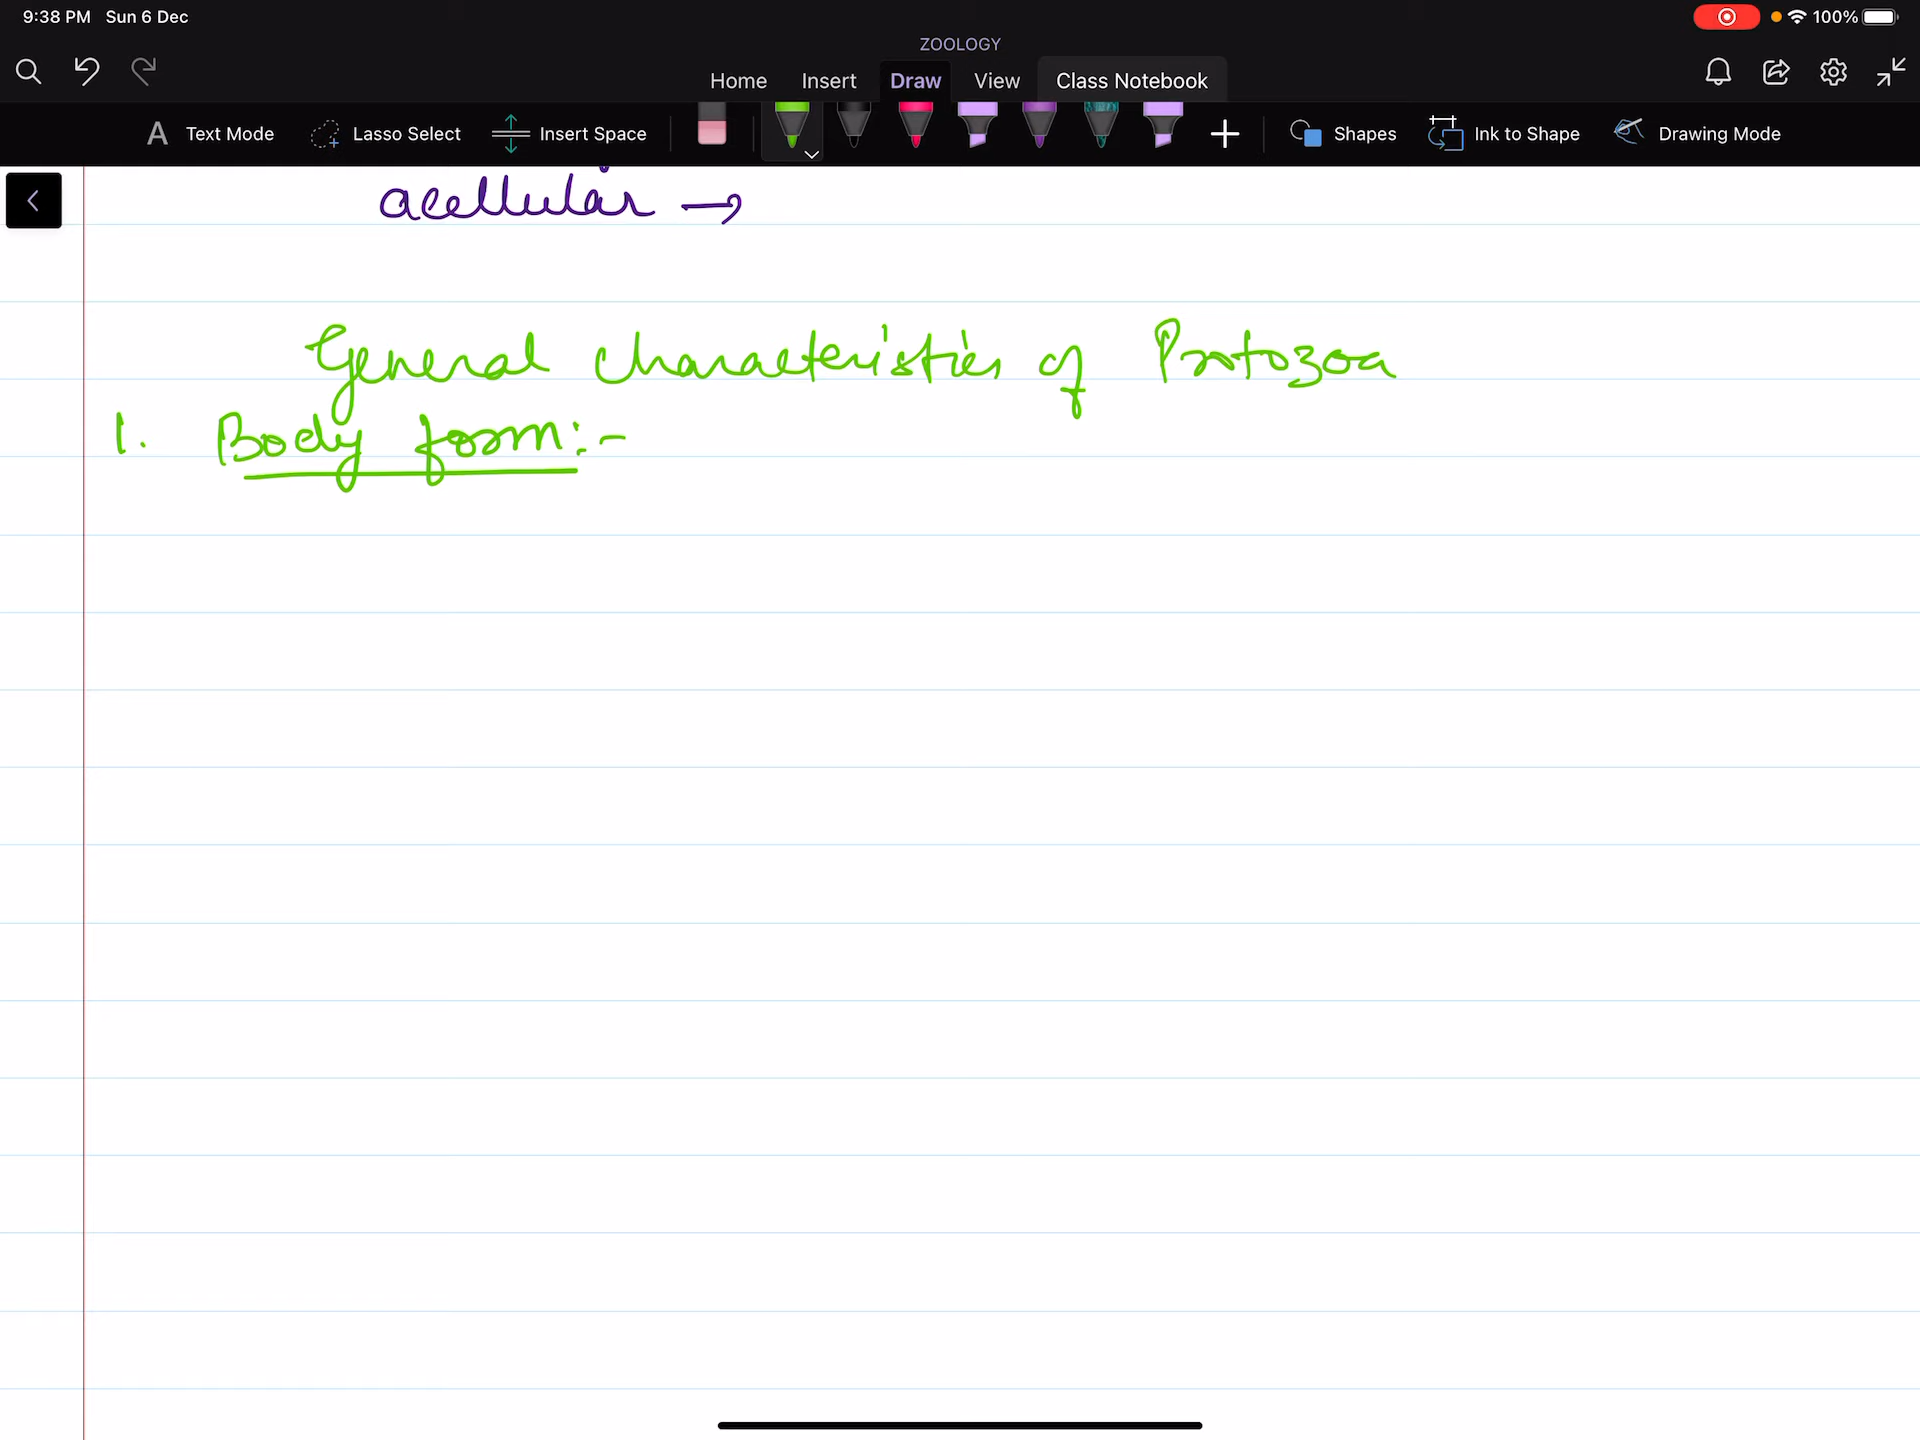 9:38 PM Sun 6 Dec
100%
ZOOLOGY
Home Insert Draw View Class Notebook
Text Mode Lasso Select Insert Space Shapes Ink to Shape Drawing Mode
acellular →
General characteristics of Protozoa
1. Body form:-